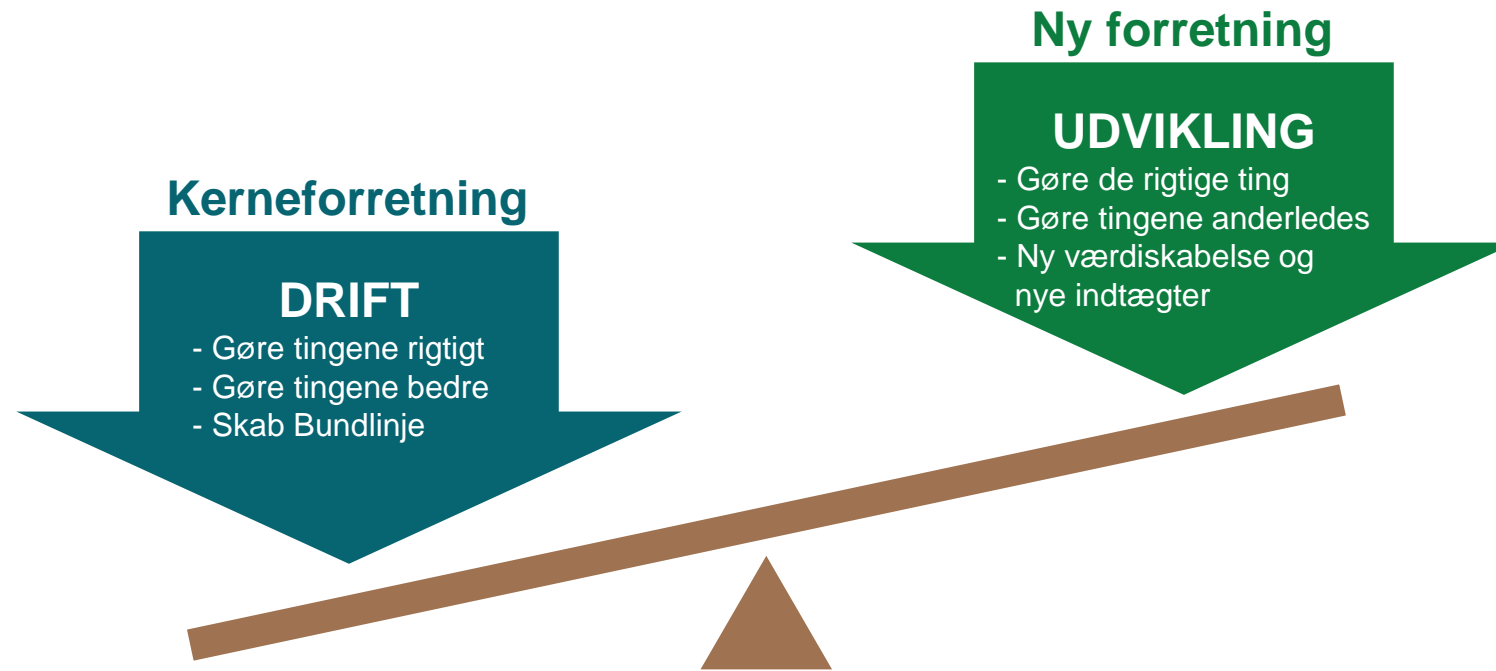 Kerneforretning
DRIFT
- Gøre tingene rigtigt
- Gøre tingene bedre
- Skab Bundlinje
Ny forretning
UDVIKLING
- Gøre de rigtige ting
- Gøre tingene anderledes
- Ny værdiskabelse og
nye indtægter